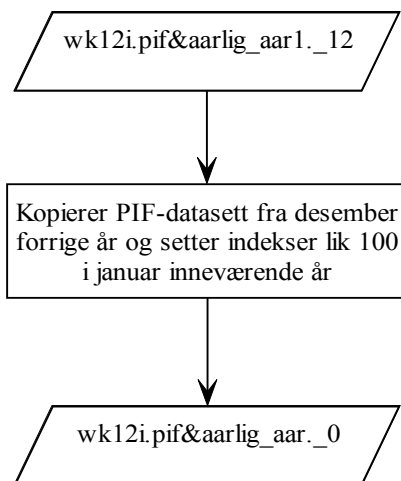 wk12i.pif&aarlig_aar1._12
Kopierer PIF-datasett fra desember
forrige år og setter indekser lik 100
i januar inneværende år
wk12i.pif&aarlig_aar._0